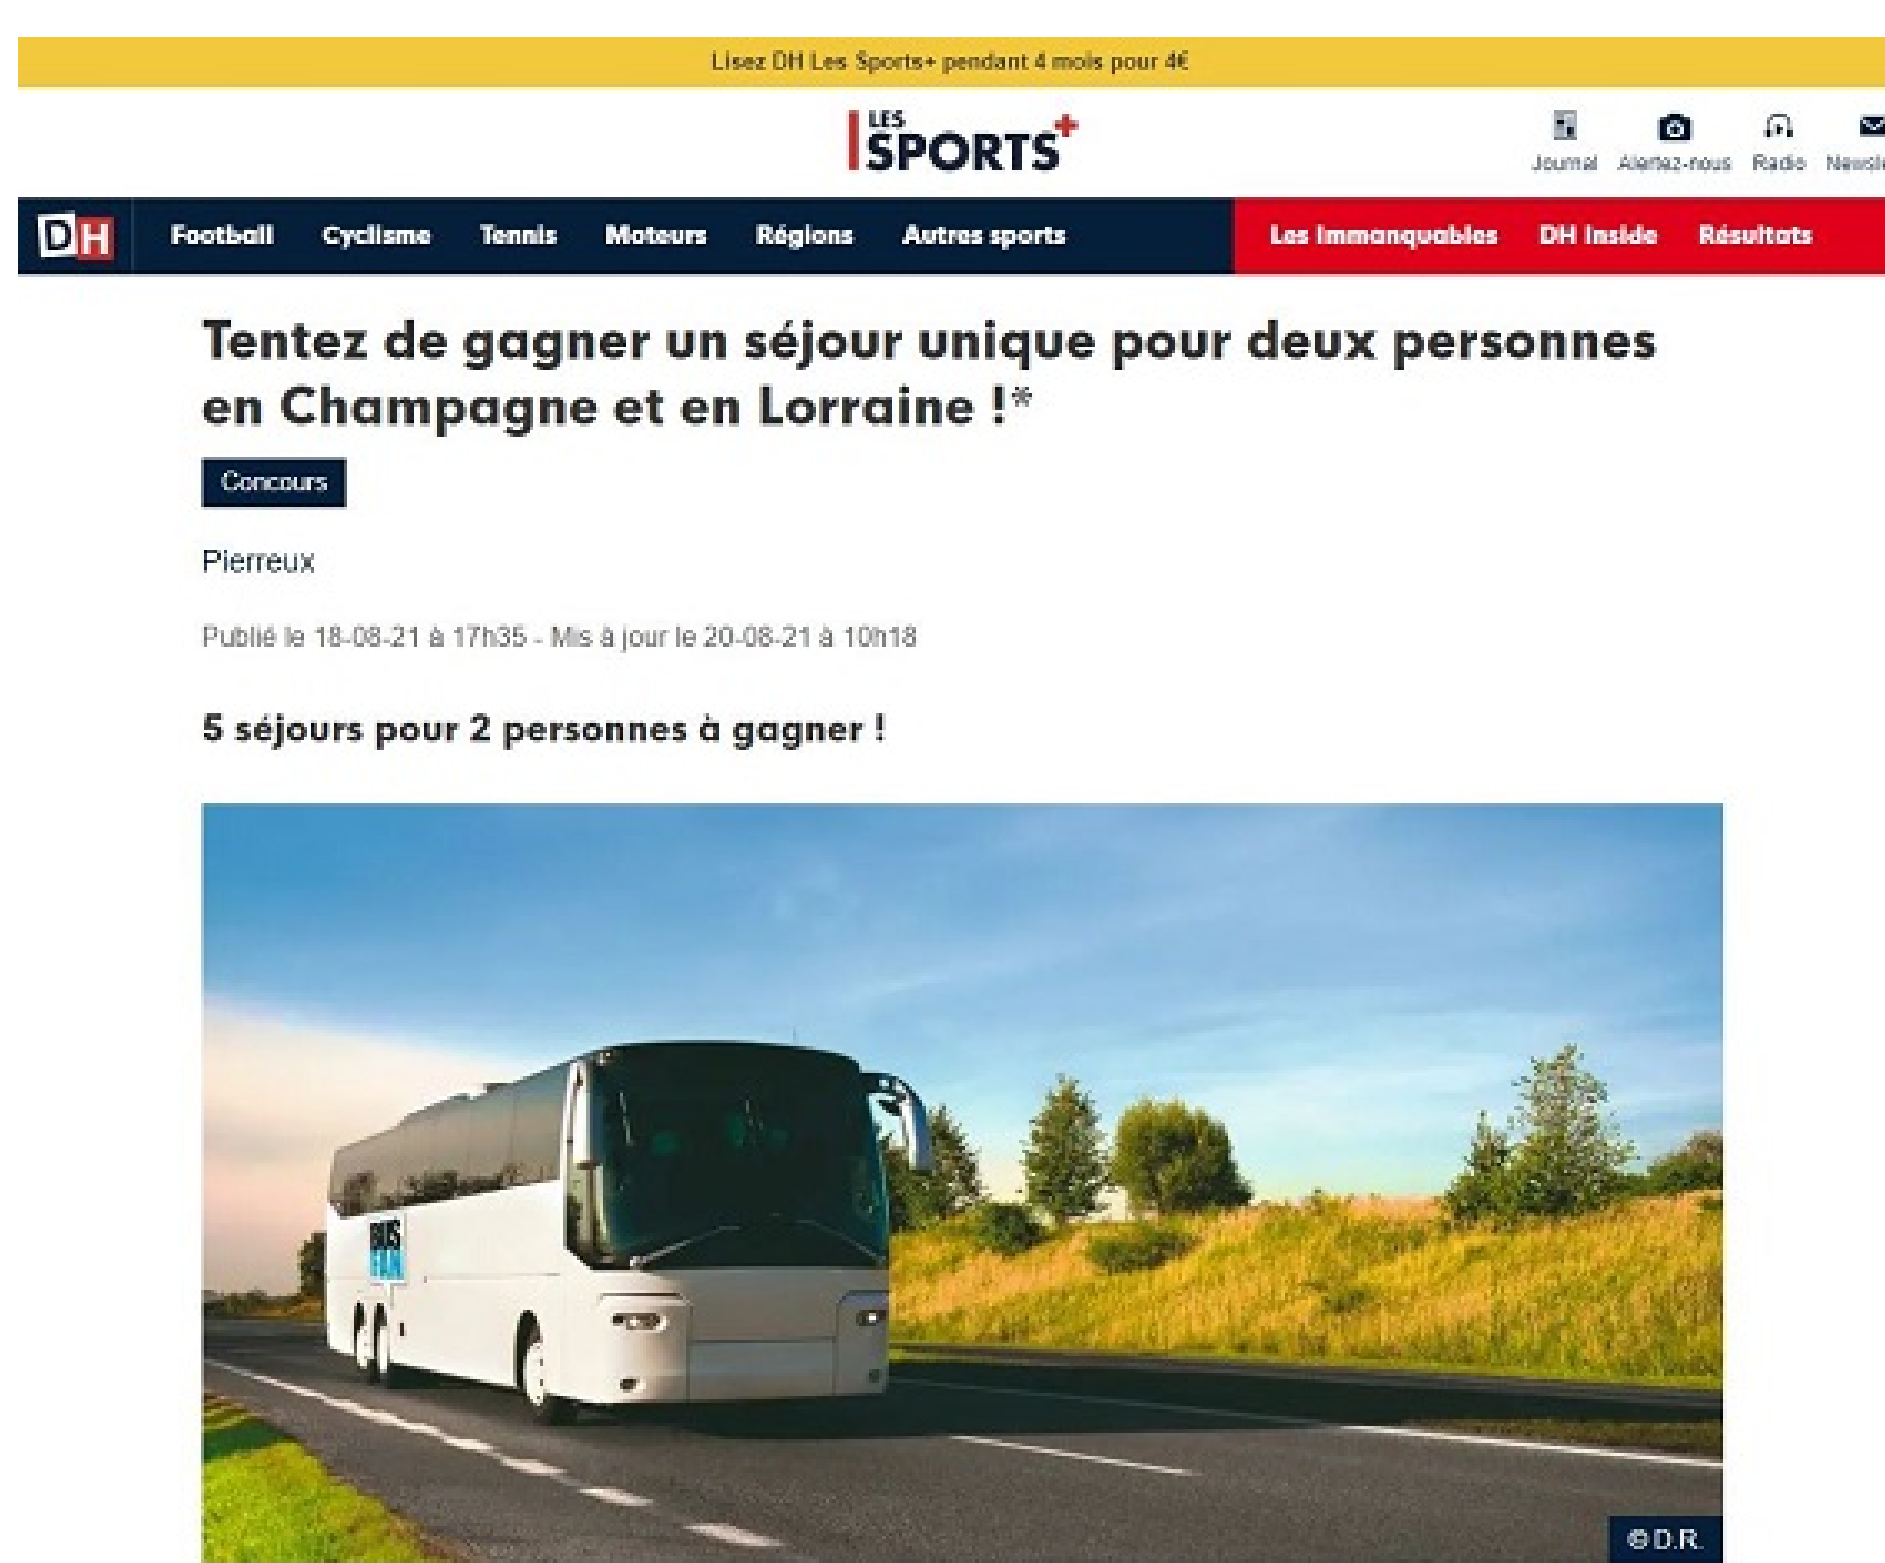 Lisez DH Les Sports+ pendant 4 mois pour 4€
LES
SPORTS+
Journal Alertez-nous Radio
DH Football Cyclisme Tennis Moteurs Régions Autres sports Les Immanquables DH Inside Résultats
Tentez de gagner un séjour unique pour deux personnes
en Champagne et en Lorraine !*
Concours
Pierreux
Publié le 18-08-21 à 17h35 - Mis à jour le 20-08-21 à 10h18
5 séjours pour 2 personnes à gagner !
BUS
FAN
© D.R.